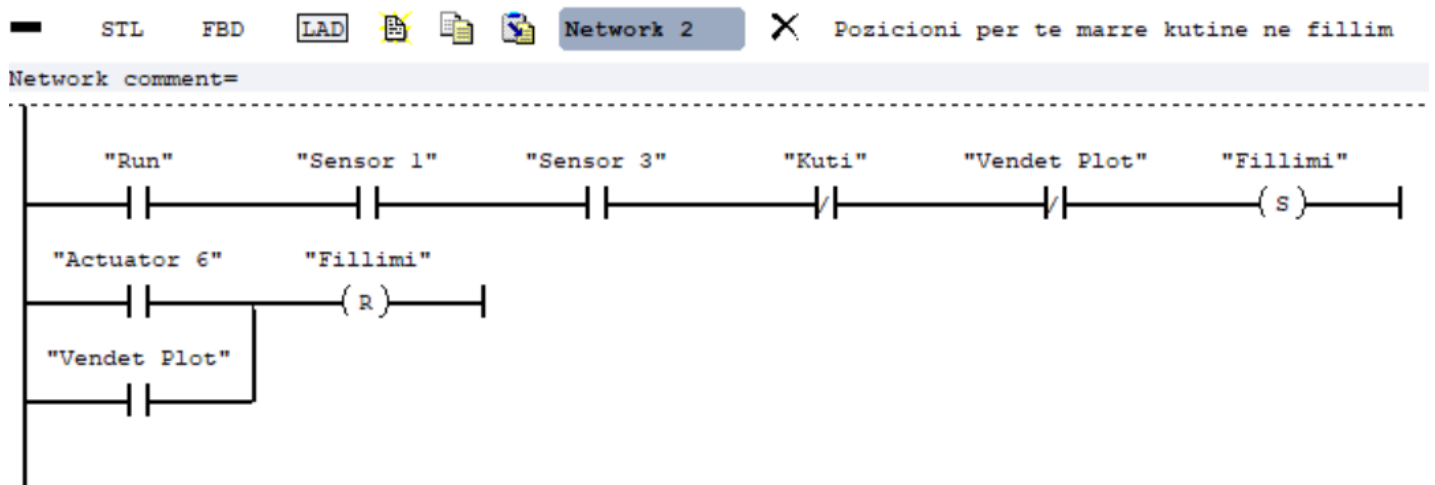 STL FBD LAD Network 2 Pozicioni per te marre kutine ne fillim
Network comment=
"Run" "Sensor 1" "Sensor 3" "Kuti" "Vendet Plot" "Fillimi"
S
"Actuator 6" "Fillimi"
R
"Vendet Plot"